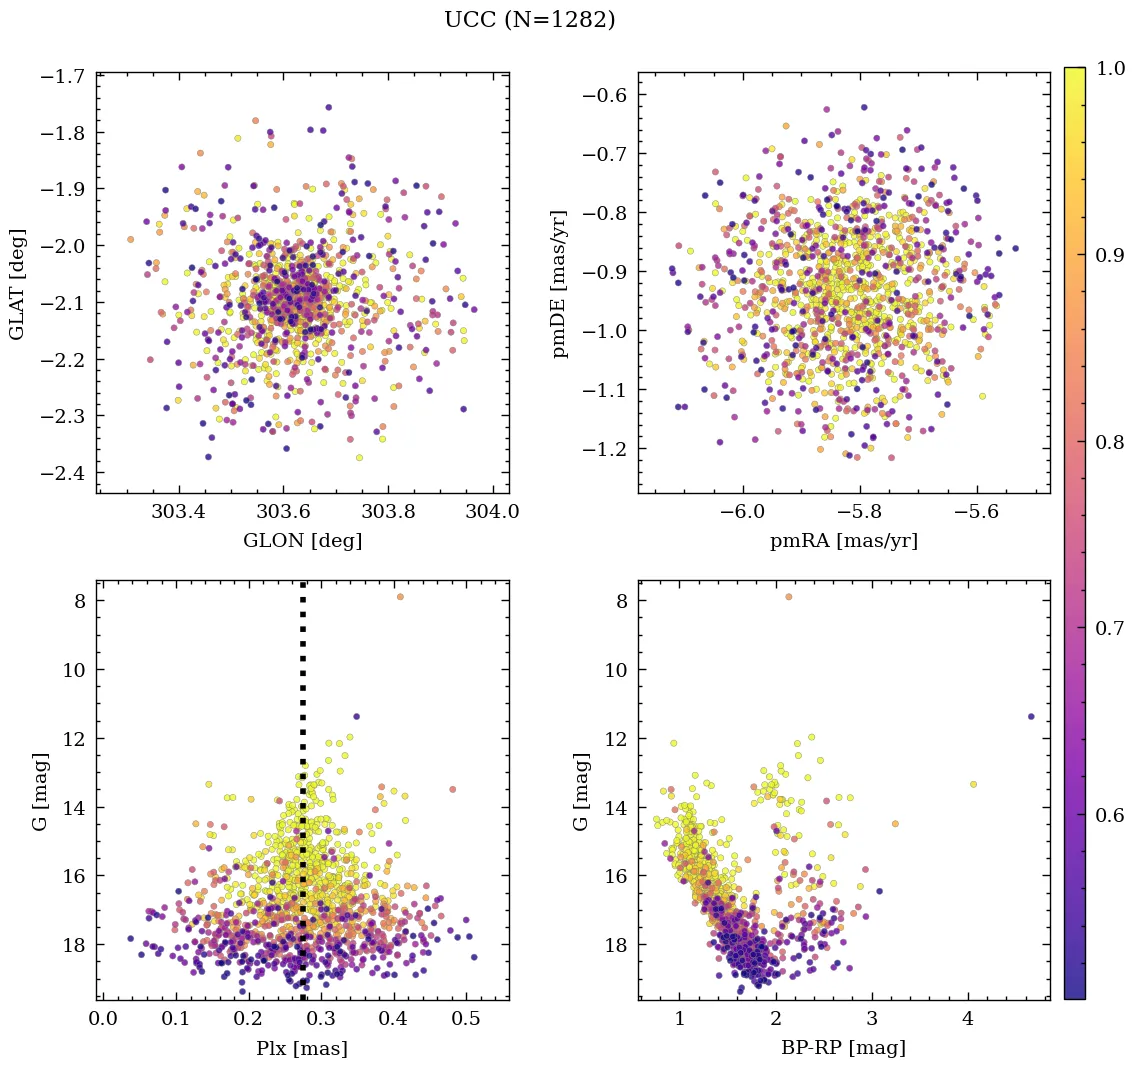 UCC (N=1282)
−1.7
−1.8
−1.9
−2.0
−2.1
−2.2
−2.3
−2.4
GLAT [deg]
303.4 303.6 303.8 304.0
GLON [deg]
−0.6
−0.7
−0.8
−0.9
−1.0
−1.1
−1.2
pmDE [mas/yr]
−6.0 −5.8 −5.6
pmRA [mas/yr]
8
10
12
14
16
18
G [mag]
0.0 0.1 0.2 0.3 0.4 0.5
Plx [mas]
8
10
12
14
16
18
G [mag]
1 2 3 4
BP-RP [mag]
1.0
0.9
0.8
0.7
0.6